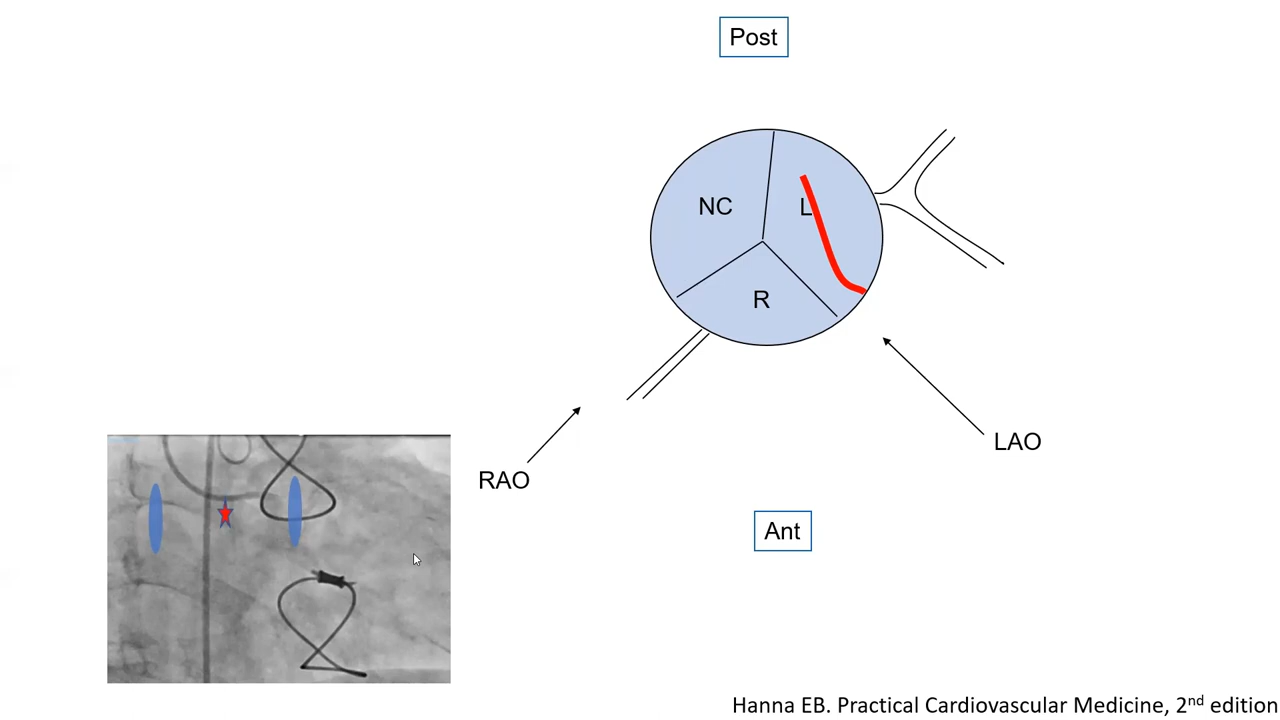 Post
NC
L
R
LAO
RAO
Ant
Hanna EB. Practical Cardiovascular Medicine, 2nd edition